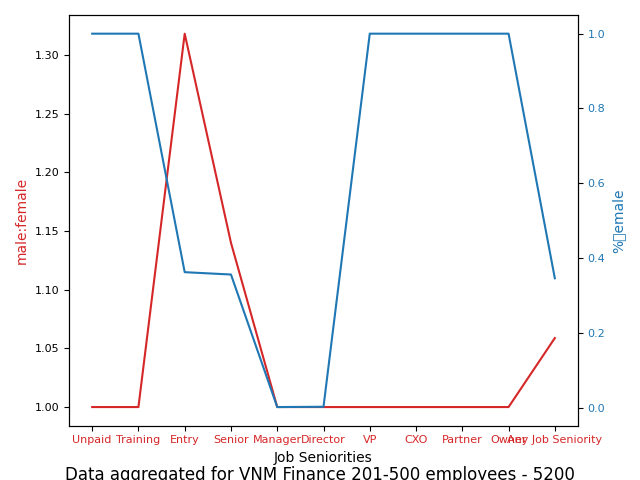 1.30
1.25
1.20
1.15
1.10
1.05
1.00
male:female
1.0
0.8
0.6
0.4
0.2
0.0
%▯emale
Unpaid Training Entry Senior Manager Director VP CXO Partner Owner Any Job Seniority
Job Seniorities
Data aggregated for VNM Finance 201-500 employees - 5200